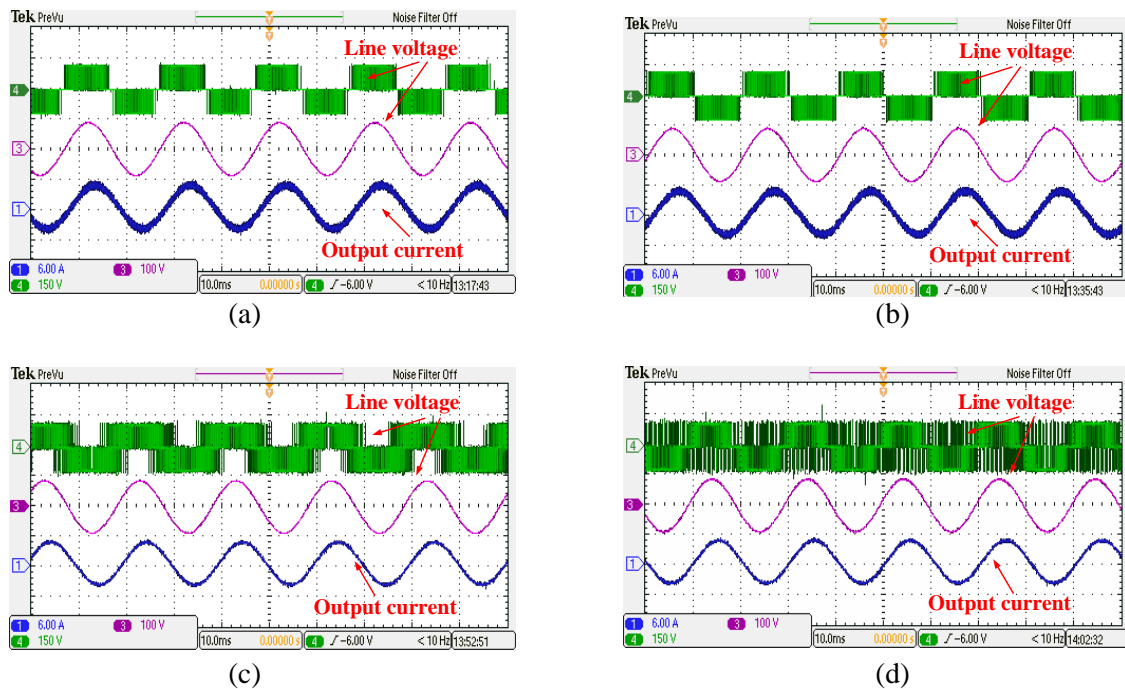 Tek PreVu Noise Filter Off
Line voltage
4
3
1
Output current
1 6.00 A 3 100 V
4 150 V
10.0ms 0.00000 s 4 -6.00 V < 10 Hz 13:17:43
(a)
Tek PreVu Noise Filter Off
Line voltage
4
3
1
Output current
1 6.00 A 3 100 V
4 150 V
10.0ms 0.00000 s 4 -6.00 V < 10 Hz 13:35:43
(b)
Tek PreVu Noise Filter Off
Line voltage
4
3
1
Output current
1 6.00 A 3 100 V
4 150 V
10.0ms 0.00000 s 4 -6.00 V < 10 Hz 13:52:51
(c)
Tek PreVu Noise Filter Off
Line voltage
4
3
1
Output current
1 6.00 A 3 100 V
4 150 V
10.0ms 0.00000 s 4 -6.00 V < 10 Hz 14:02:32
(d)